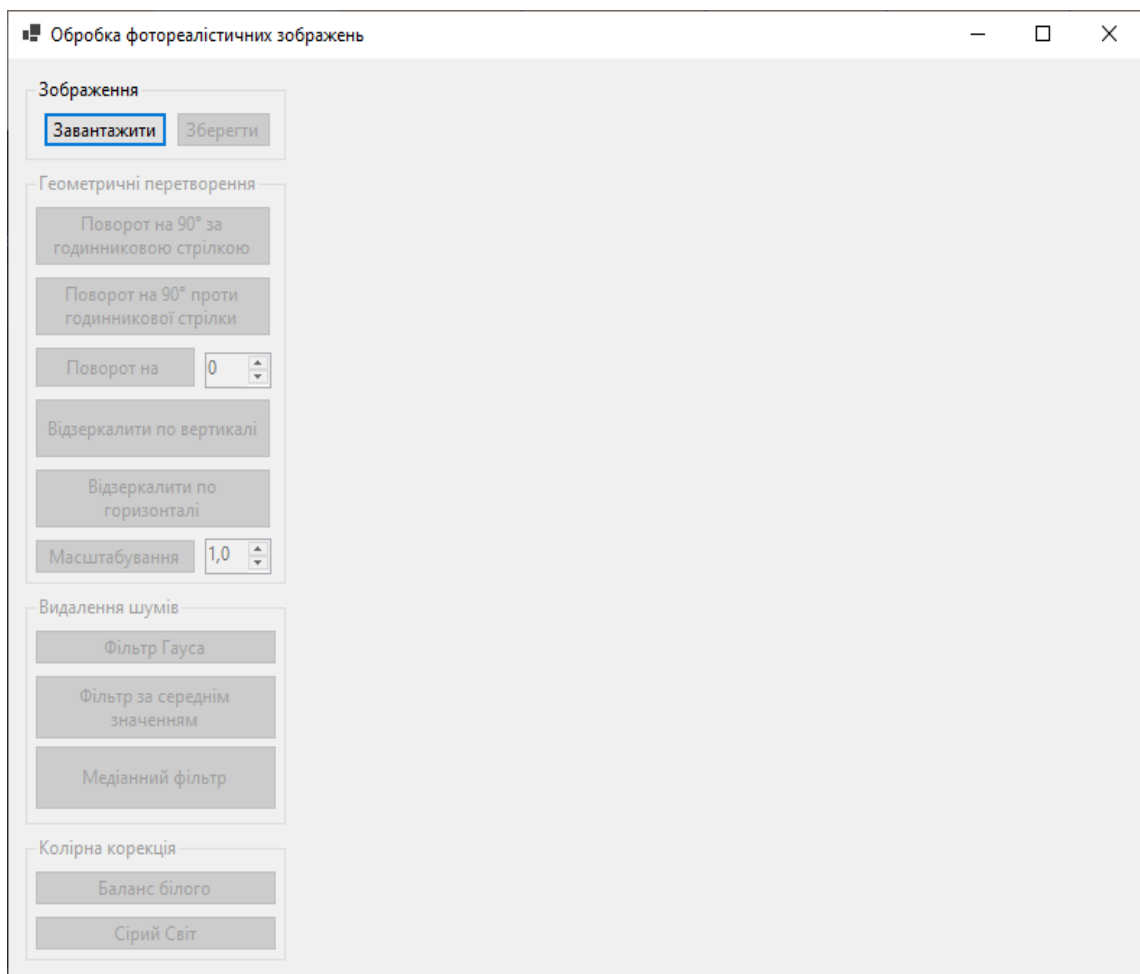 Обробка фотореалістичних зображень
Зображення
Завантажити Зберегти
Геометричні перетворення
Поворот на 90° за
годинниковою стрілкою
Поворот на 90° проти
годинникової стрілки
Поворот на 0
Відзеркалити по вертикалі
Відзеркалити по
горизонталі
Масштабування 1,0
Видалення шумів
Фільтр Гауса
Фільтр за середнім
значенням
Медіанний фільтр
Колірна корекція
Баланс білого
Сірий Світ